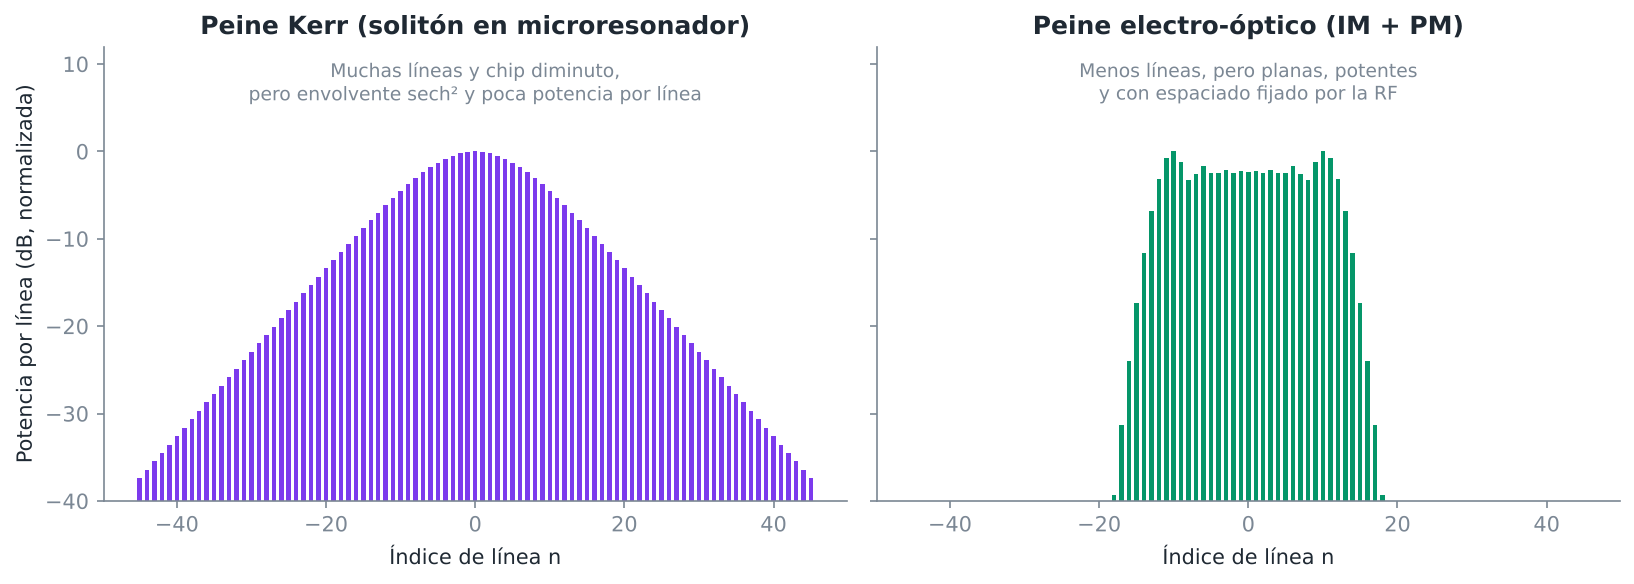 Peine Kerr (solitón en microresonador)
Muchas líneas y chip diminuto,
pero envolvente sech² y poca potencia por línea
Potencia por línea (dB, normalizada)
10
0
−10
−20
−30
−40
−40
−20
0
20
40
Índice de línea n
Peine electro-óptico (IM + PM)
Menos líneas, pero planas, potentes
y con espaciado fijado por la RF
−40
−20
0
20
40
Índice de línea n